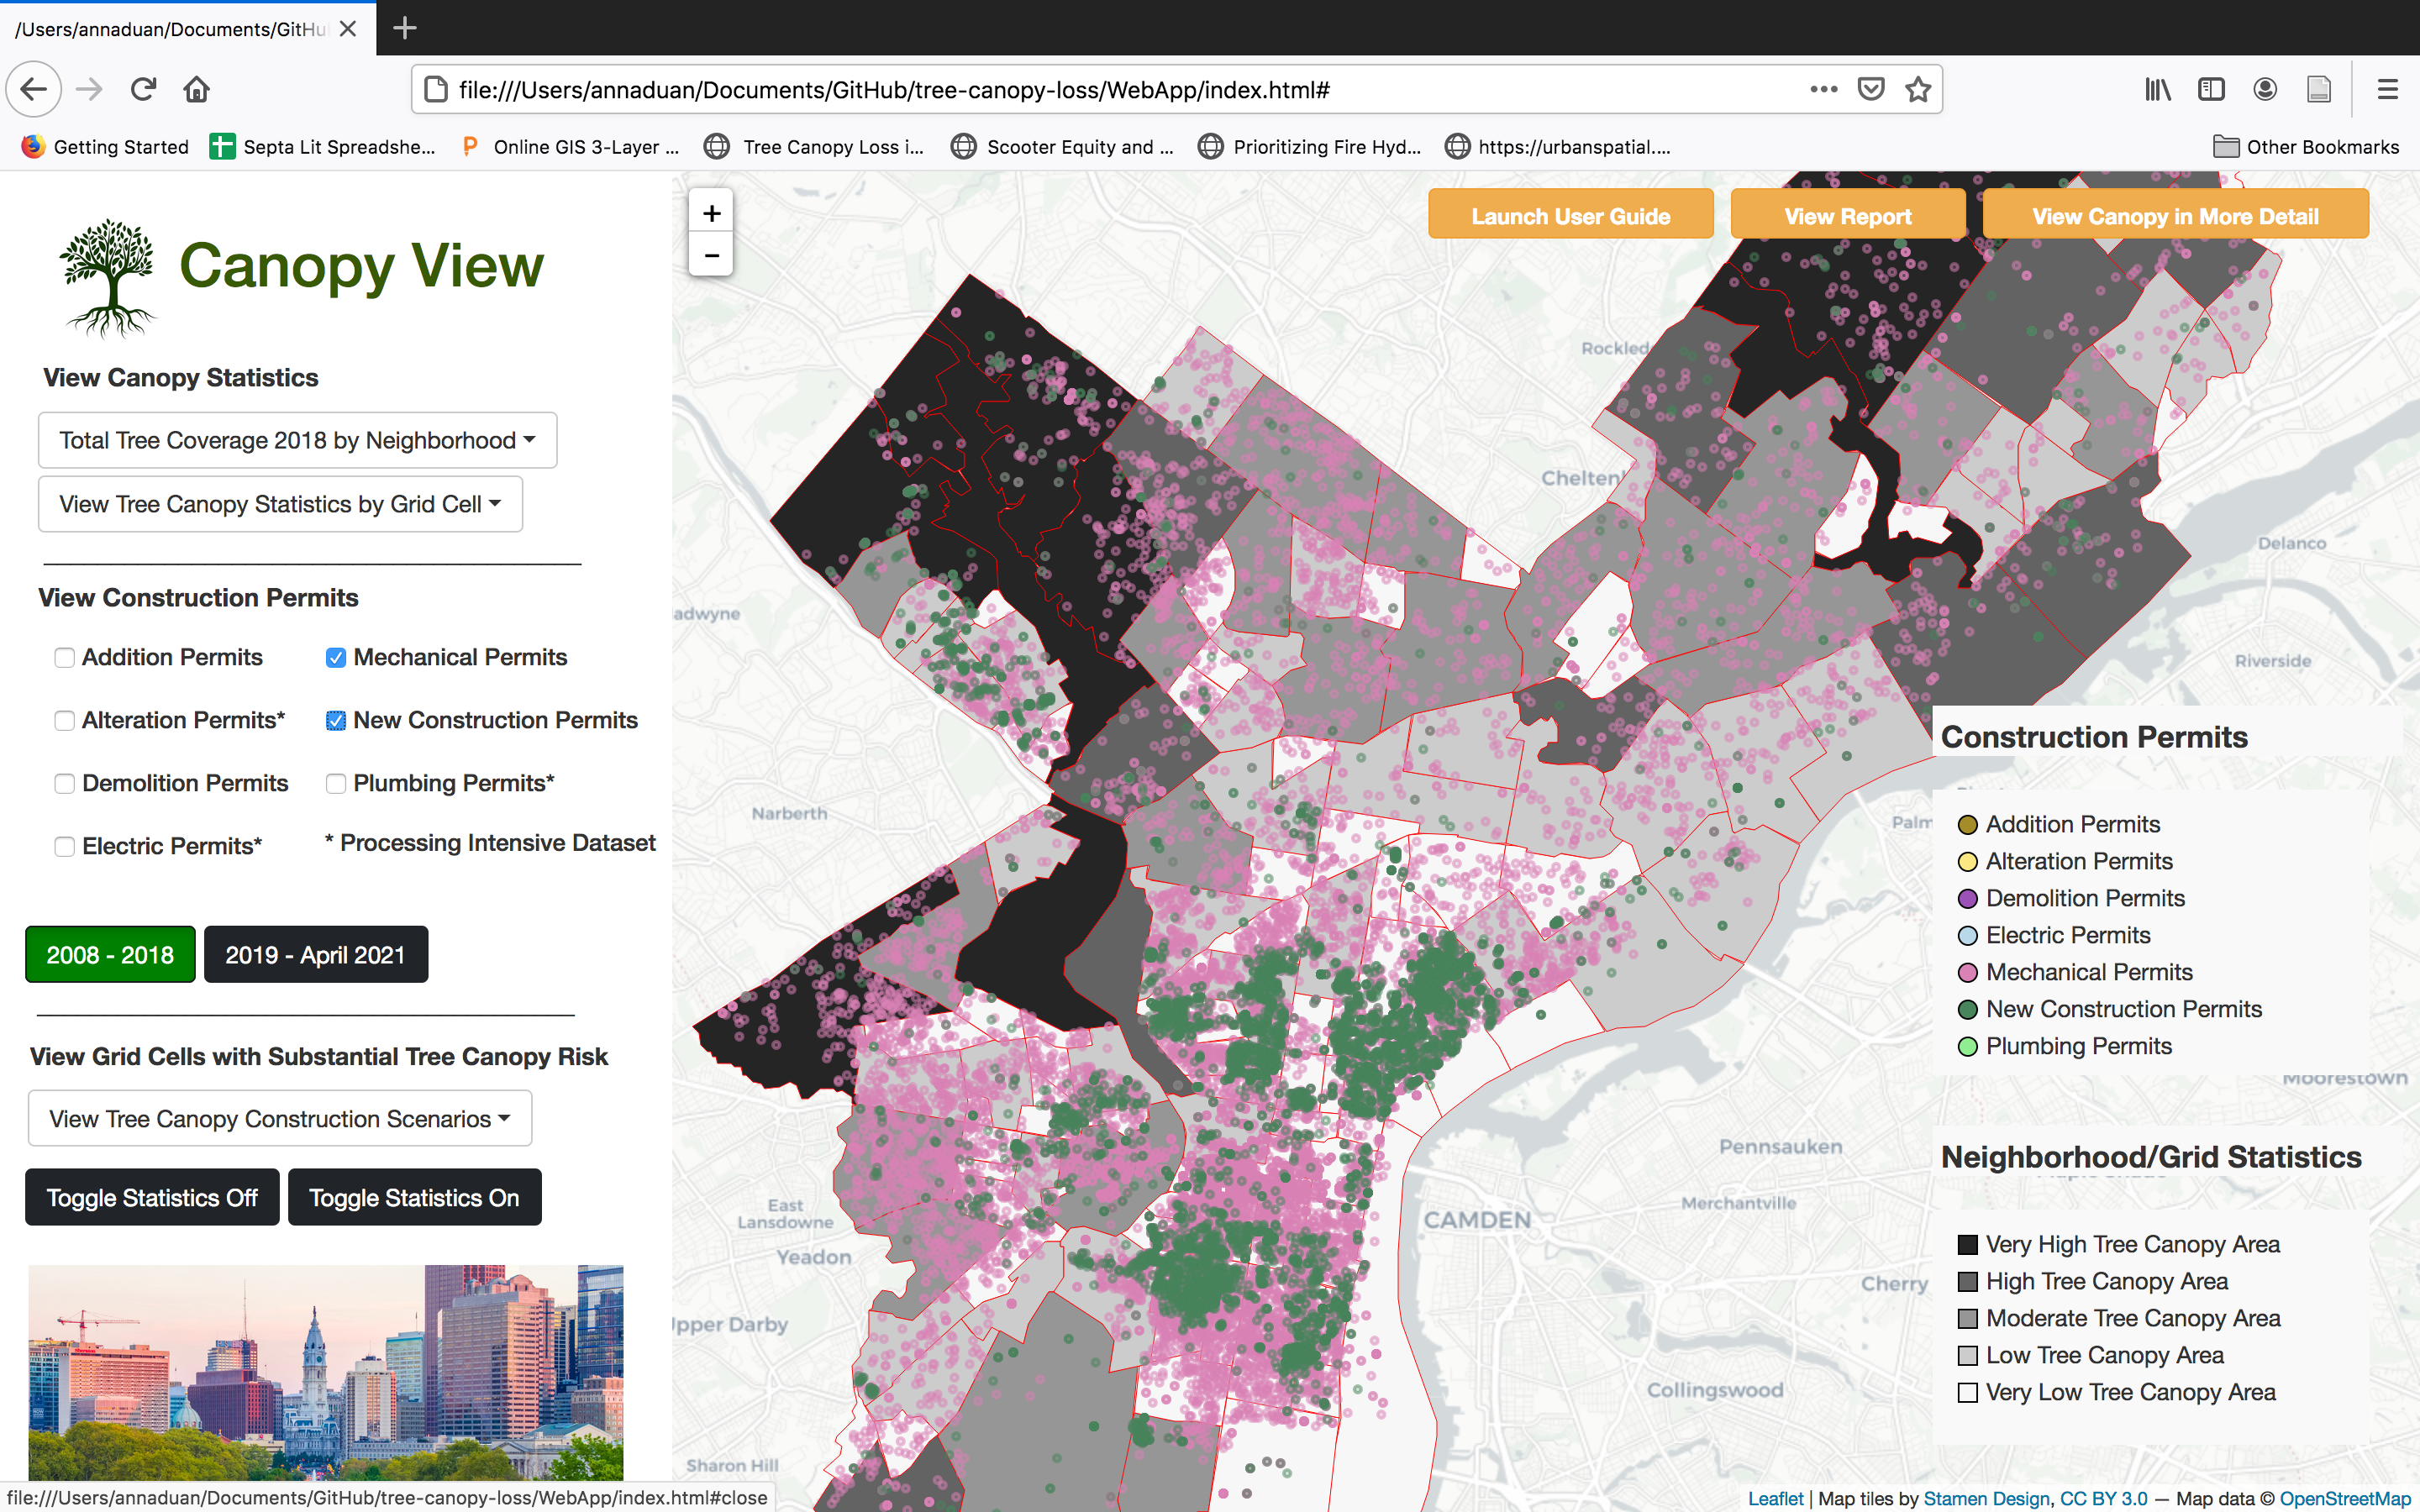 /Users/annaduan/Documents/GitHu
file:///Users/annaduan/Documents/GitHub/tree-canopy-loss/WebApp/index.html#
Getting Started
Septa Lit Spreadshe...
Online GIS 3-Layer ...
Tree Canopy Loss i...
Scooter Equity and ...
Prioritizing Fire Hyd...
https://urbanspatial....
Other Bookmarks
Canopy View
View Canopy Statistics
Total Tree Coverage 2018 by Neighborhood
View Tree Canopy Statistics by Grid Cell
View Construction Permits
Addition Permits
Mechanical Permits
Alteration Permits*
New Construction Permits
Demolition Permits
Plumbing Permits*
Electric Permits*
* Processing Intensive Dataset
2008 - 2018
2019 - April 2021
View Grid Cells with Substantial Tree Canopy Risk
View Tree Canopy Construction Scenarios
Toggle Statistics Off
Toggle Statistics On
file:///Users/annaduan/Documents/GitHub/tree-canopy-loss/WebApp/index.html#close
+
−
Launch User Guide
View Report
View Canopy in More Detail
Rockled
Chelten
adwyne
Delanco
Riverside
Narberth
Palm
East
Lansdowne
Yeadon
pper Darby
Sharon Hill
CAMDEN
Pennsauken
Merchantville
Cherry
Collingswood
Moorestown
Construction Permits
Addition Permits
Alteration Permits
Demolition Permits
Electric Permits
Mechanical Permits
New Construction Permits
Plumbing Permits
Neighborhood/Grid Statistics
Very High Tree Canopy Area
High Tree Canopy Area
Moderate Tree Canopy Area
Low Tree Canopy Area
Very Low Tree Canopy Area
Leaflet | Map tiles by Stamen Design, CC BY 3.0 — Map data © OpenStreetMap